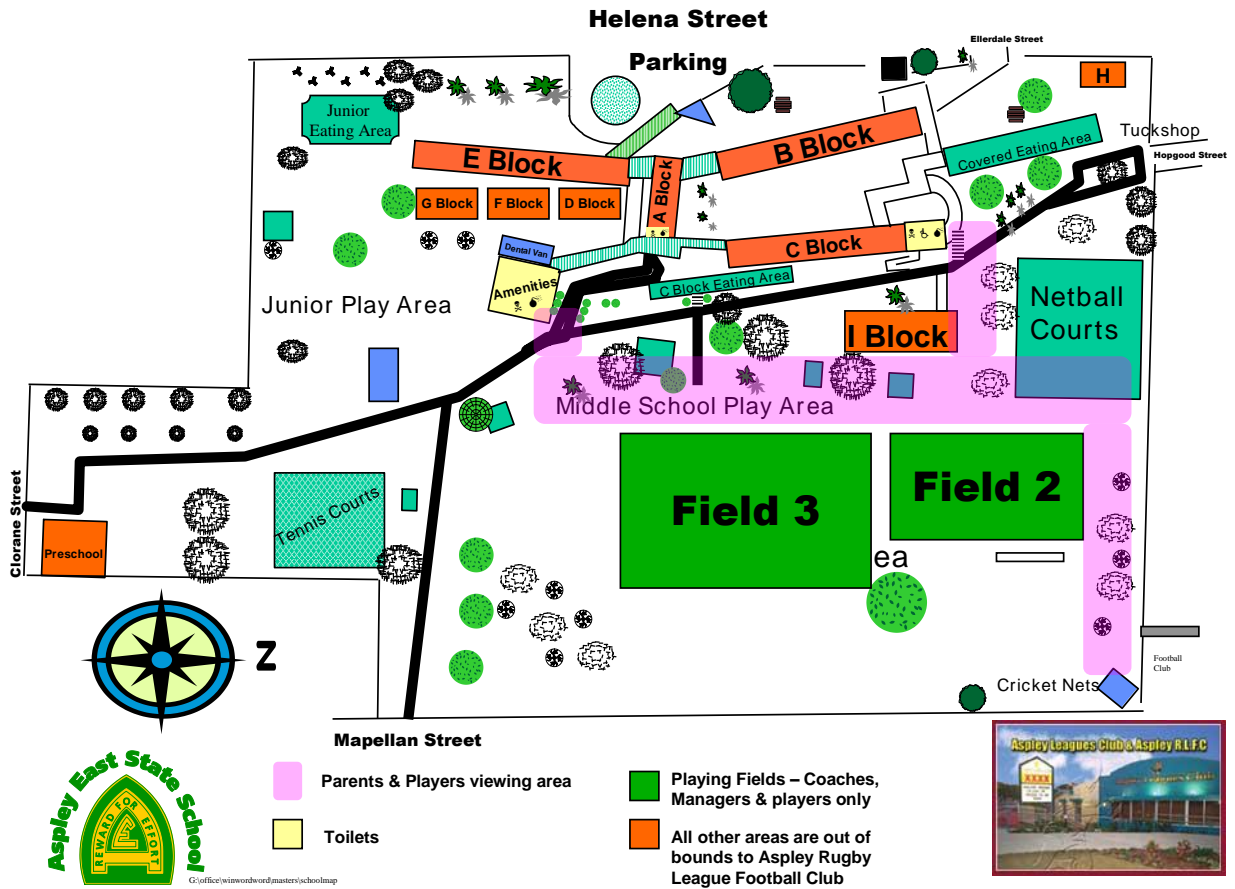 Helena Street
Ellerdale Street
Parking
H
Junior
Eating Area
Tuckshop
B Block
Covered Eating Area
Hopgood Street
E Block
A Block
G Block
F Block
D Block
C Block
Dental Van
Amenities
C Block Eating Area
Junior Play Area
Netball
Courts
I Block
Middle School Play Area
Field 3
Field 2
Clorane Street
Tennis Courts
Preschool
ea
Z
Football
Club
Cricket Nets
Mapellan Street
Aspley East State School
REWARD FOR EFFORT
G:\office\winwordword\masters\schoolmap
Parents & Players viewing area
Toilets
Playing Fields – Coaches,
Managers & players only
All other areas are out of
bounds to Aspley Rugby
League Football Club
Aspley Leagues Club & Aspley R.L.F.C
XXXX